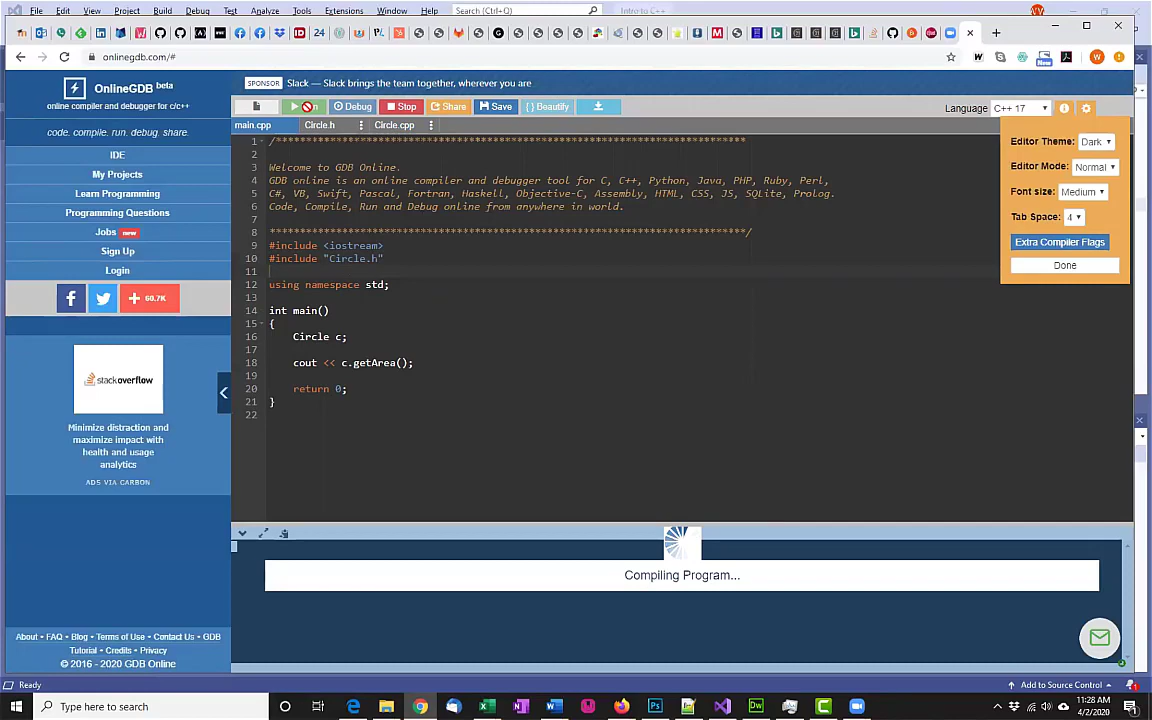 File Edit View Project Build Debug Test Analyze Tools Extensions Window Help Search (Ctrl+Q) Intro to C++ WV
onlinegdb.com/#
New
W
OnlineGDB beta
online compiler and debugger for c/c++
code. compile. run. debug. share.
IDE
My Projects
Learn Programming
Programming Questions
Jobs new
Sign Up
Login
60.7K
stackoverflow
Minimize distraction and
maximize impact with
health and usage
analytics
ADS VIA CARBON
About • FAQ • Blog • Terms of Use • Contact Us • GDB
Tutorial • Credits • Privacy
© 2016 - 2020 GDB Online
SPONSOR Slack — Slack brings the team together, wherever you are
Debug Stop Share Save { } Beautify
Language C++ 17
main.cpp Circle.h Circle.cpp
1 /******************************************************************************
2
3 Welcome to GDB Online.
4 GDB online is an online compiler and debugger tool for C, C++, Python, Java, PHP, Ruby, Perl,
5 C#, VB, Swift, Pascal, Fortran, Haskell, Objective-C, Assembly, HTML, CSS, JS, SQLite, Prolog.
6 Code, Compile, Run and Debug online from anywhere in world.
7
8 *******************************************************************************/
9 #include <iostream>
10 #include "Circle.h"
11
12 using namespace std;
13
14 int main()
15 {
16 Circle c;
17
18 cout << c.getArea();
19
20 return 0;
21 }
22
Editor Theme: Dark
Editor Mode: Normal
Font size: Medium
Tab Space: 4
Extra Compiler Flags
Done
Compiling Program...
Ready
Add to Source Control
Type here to search
11:28 AM
4/2/2020